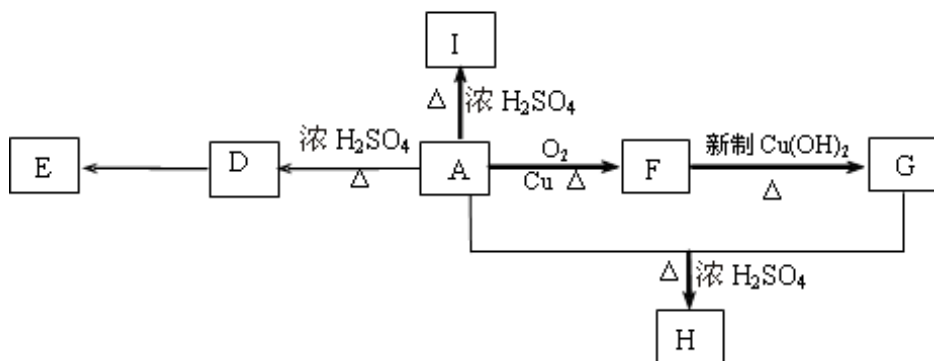 I
△ 浓 H₂SO₄
E
D
浓 H₂SO₄
△
A
O₂
Cu △
F
新制 Cu(OH)₂
△
G
△ 浓 H₂SO₄
H